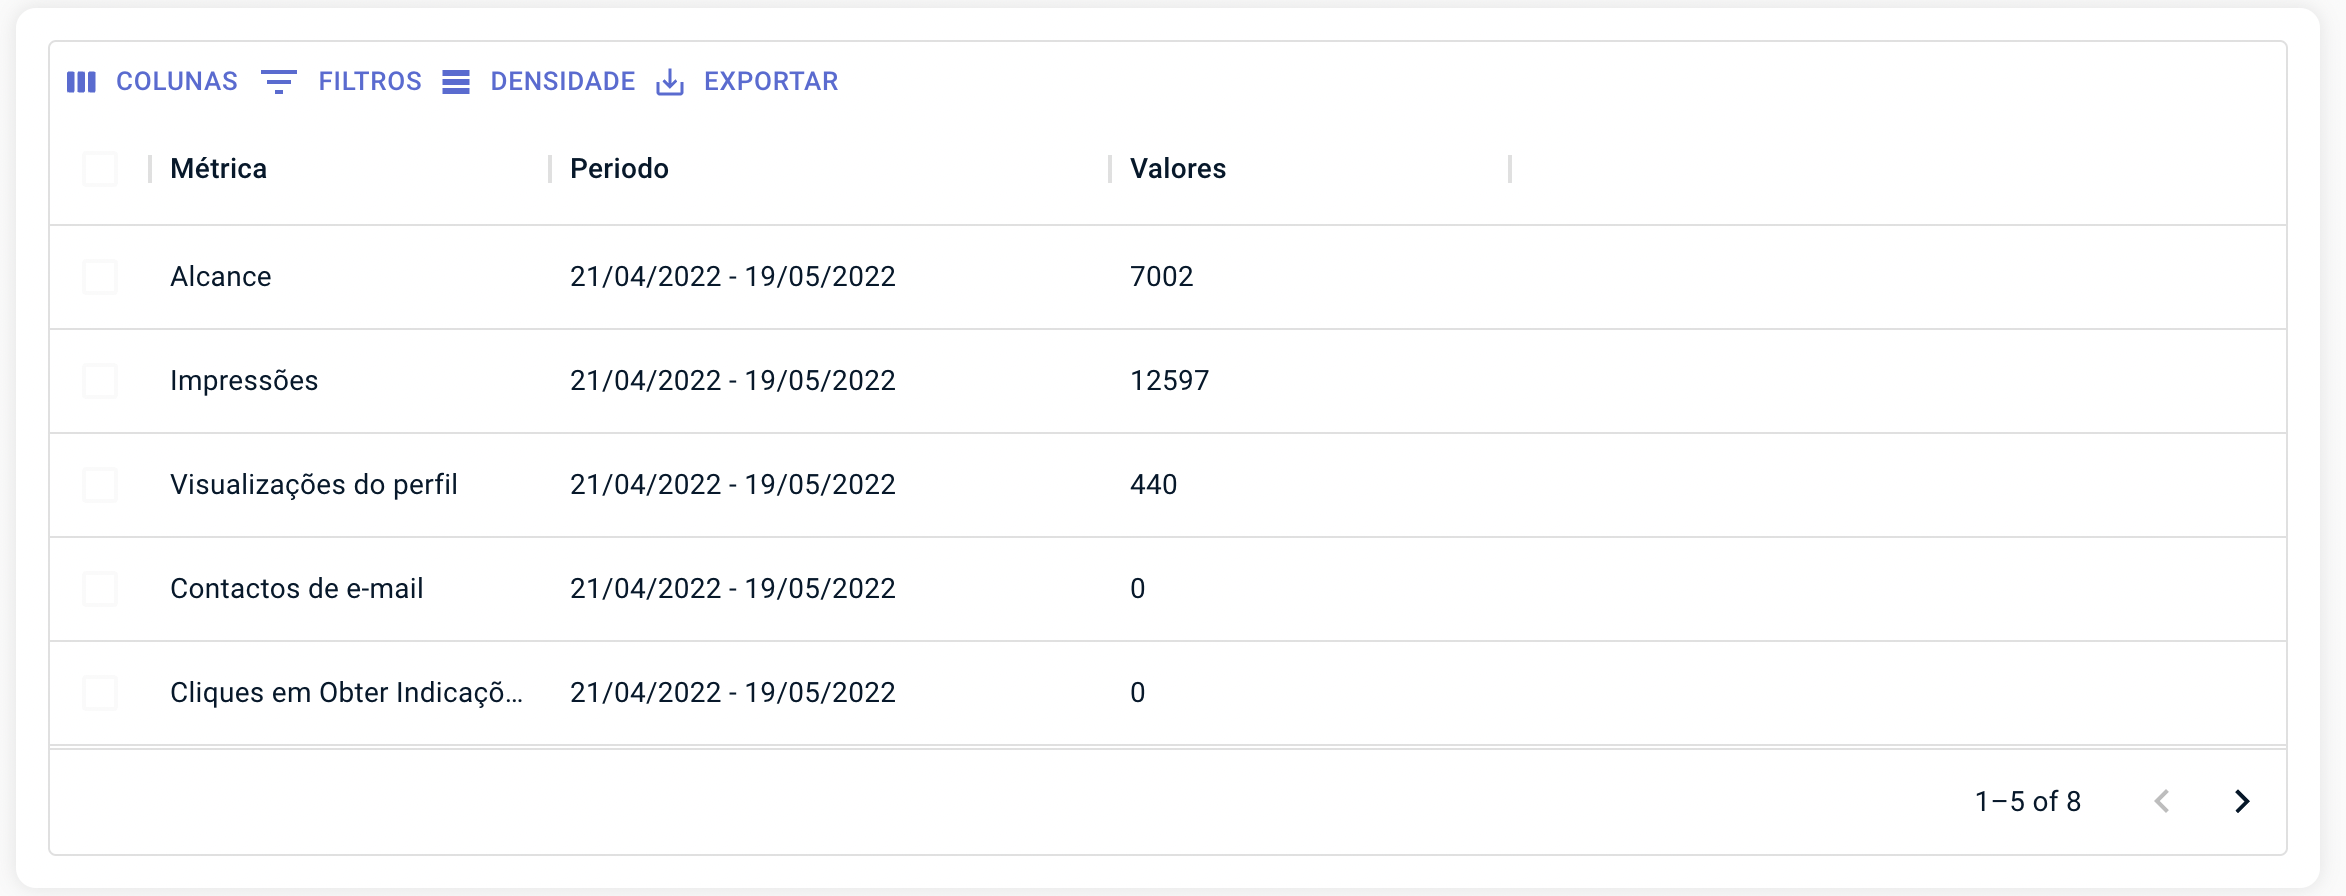 COLUNAS FILTROS DENSIDADE EXPORTAR
Métrica Periodo Valores
Alcance 21/04/2022 - 19/05/2022 7002
Impressões 21/04/2022 - 19/05/2022 12597
Visualizações do perfil 21/04/2022 - 19/05/2022 440
Contactos de e-mail 21/04/2022 - 19/05/2022 0
Cliques em Obter Indicaçõ... 21/04/2022 - 19/05/2022 0
1–5 of 8